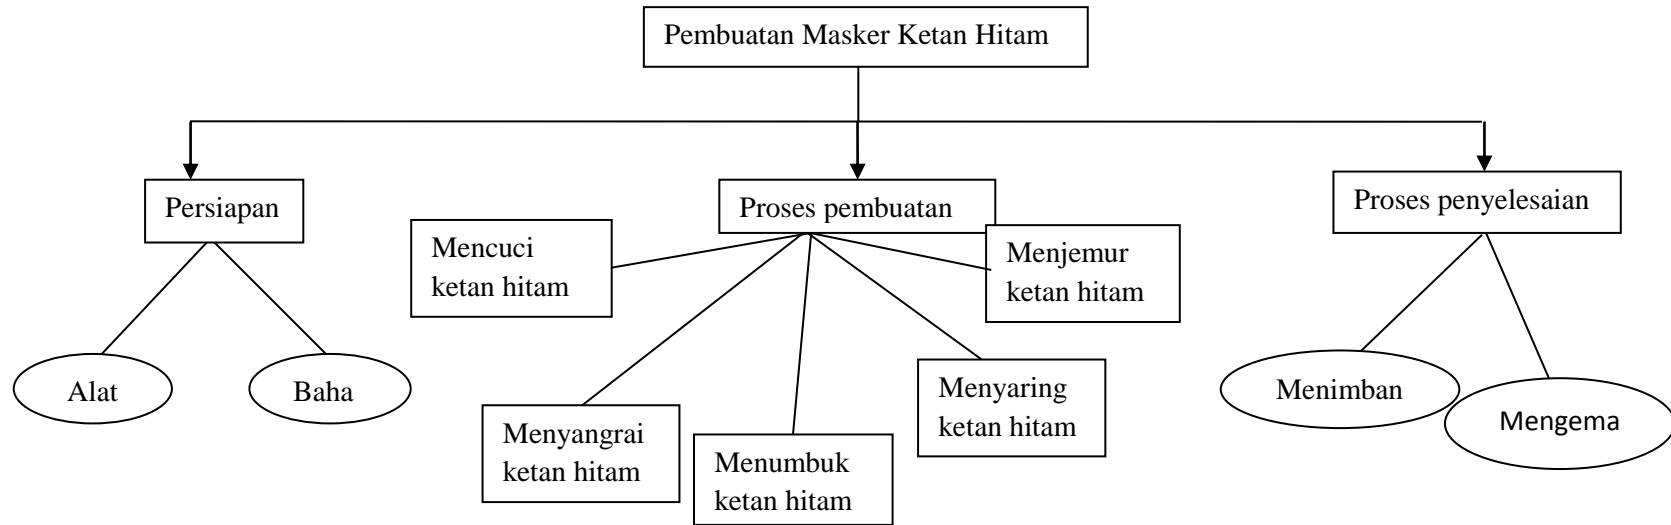 Pembuatan Masker Ketan Hitam
Persiapan
Proses pembuatan
Proses penyelesaian
Mencuci
ketan hitam
Menjemur
ketan hitam
Alat
Baha
Menyangrai
ketan hitam
Menumbuk
ketan hitam
Menyaring
ketan hitam
Menimban
Mengema